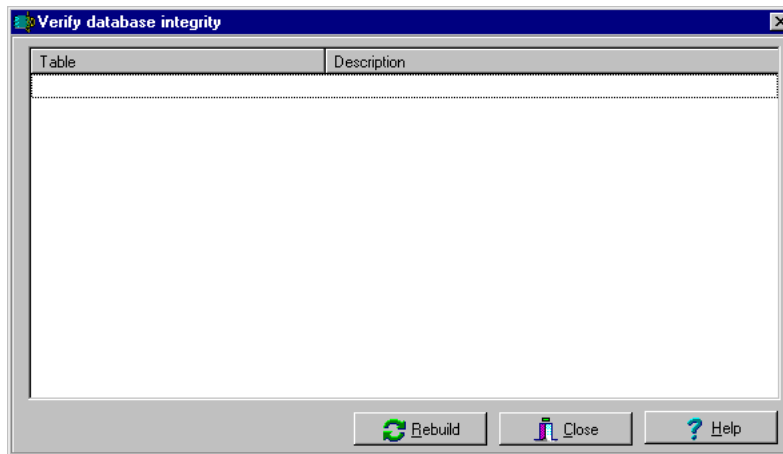 Verify database integrity
Table Description
Rebuild Close Help